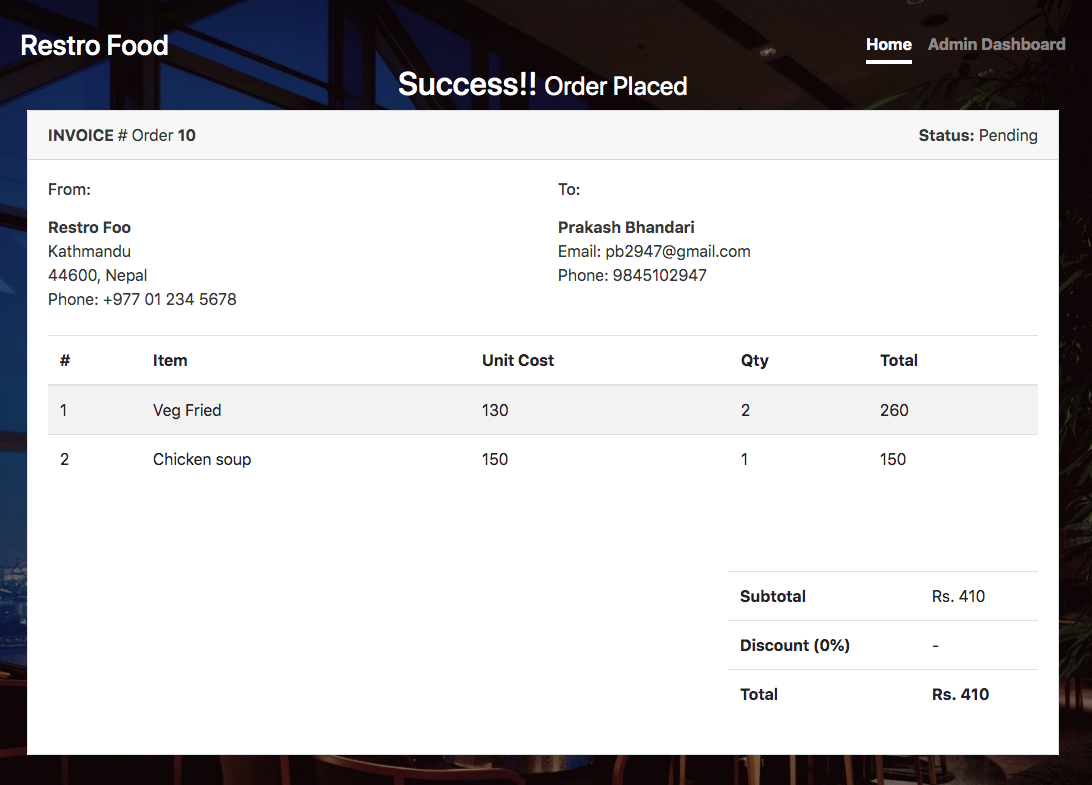 Restro Food
Home Admin Dashboard
Success!! Order Placed
INVOICE # Order 10
Status: Pending
From:
Restro Foo
Kathmandu
44600, Nepal
Phone: +977 01 234 5678
To:
Prakash Bhandari
Email: pb2947@gmail.com
Phone: 9845102947
# Item Unit Cost Qty Total
1 Veg Fried 130 2 260
2 Chicken soup 150 1 150
Subtotal Rs. 410
Discount (0%) -
Total Rs. 410